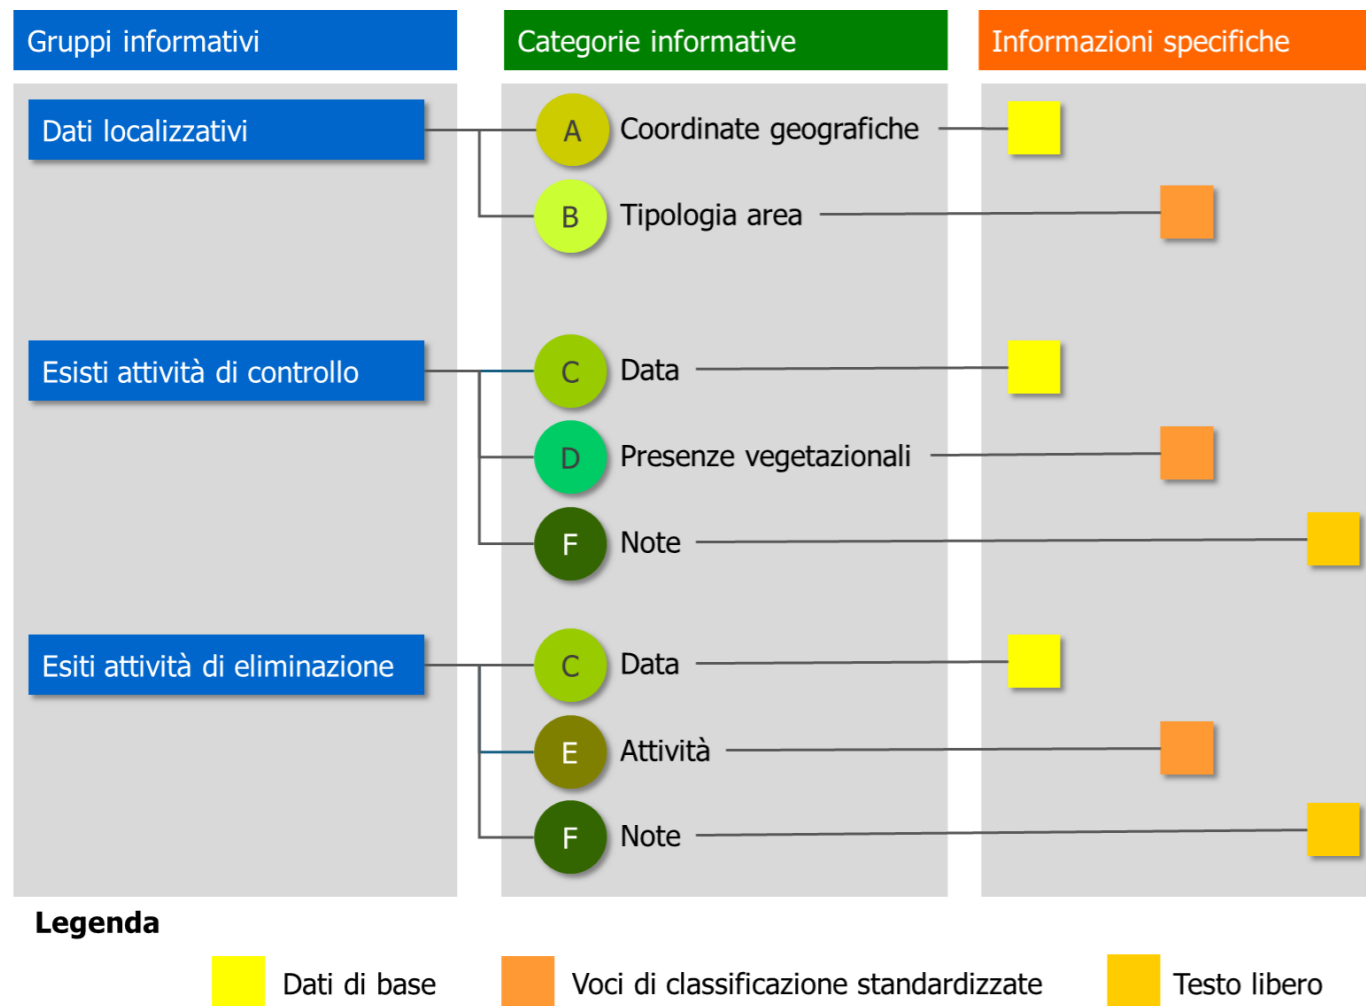 Gruppi informativi
Categorie informative
Informazioni specifiche
Dati localizzativi
A
Coordinate geografiche
B
Tipologia area
Esisti attività di controllo
C
Data
D
Presenze vegetazionali
F
Note
Esiti attività di eliminazione
C
Data
E
Attività
F
Note
Legenda
Dati di base
Voci di classificazione standardizzate
Testo libero